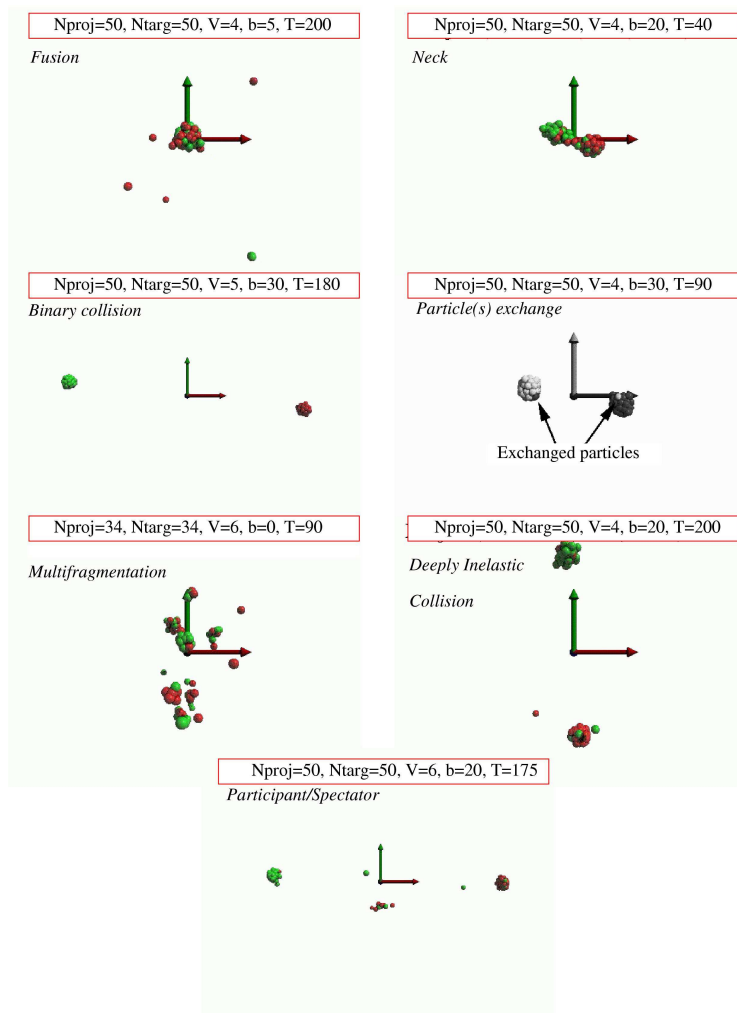 Nproj=50, Ntarg=50, V=4, b=5, T=200
Fusion
Nproj=50, Ntarg=50, V=4, b=20, T=40
Neck
Nproj=50, Ntarg=50, V=5, b=30, T=180
Binary collision
Nproj=50, Ntarg=50, V=4, b=30, T=90
Particle(s) exchange
Exchanged particles
Nproj=34, Ntarg=34, V=6, b=0, T=90
Multifragmentation
Nproj=50, Ntarg=50, V=4, b=20, T=200
Deeply Inelastic
Collision
Nproj=50, Ntarg=50, V=6, b=20, T=175
Participant/Spectator